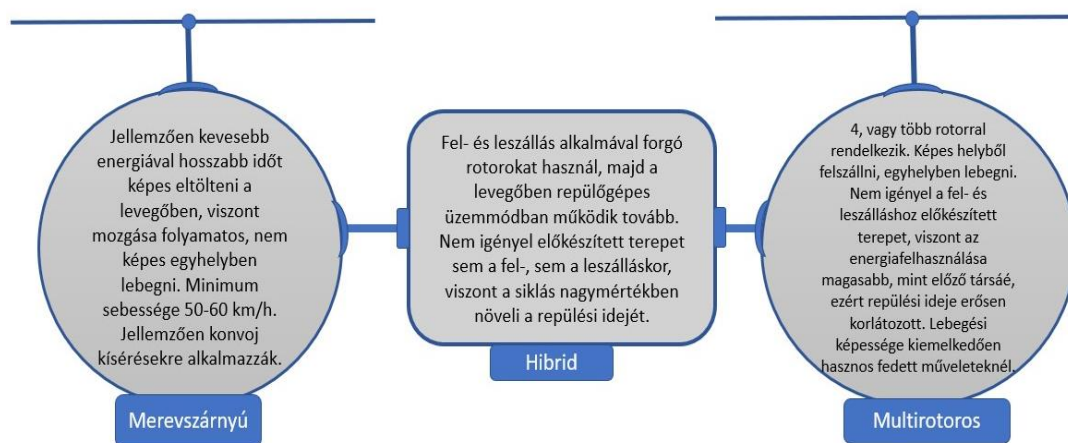 Jellemzően kevesebb
energiával hosszabb időt
képes eltölteni a
levegőben, viszont
mozgása folyamatos, nem
képes egyhelyben
lebegni. Minimum
sebessége 50-60 km/h.
Jellemzően konvoj
kísérésekre alkalmazzák.
Merevszárnyú
Fel- és leszállás alkalmával forgó
rotorokat használ, majd a
levegőben repülőgépes
üzemmódban működik tovább.
Nem igényel előkészített terepet
sem a fel-, sem a leszálláskor,
viszont a siklás nagymértékben
növeli a repülési idejét.
Hibrid
4, vagy több rotorral
rendelkezik. Képes helyből
felszállni, egyhelyben lebegni.
Nem igényel a fel- és
leszálláshoz előkészített
terepet, viszont az
energiafelhasználása
magasabb, mint előző társáé,
ezért repülési ideje erősen
korlátozott. Lebegési
képessége kiemelkedően
hasznos fedett műveleteknél.
Multirotoros